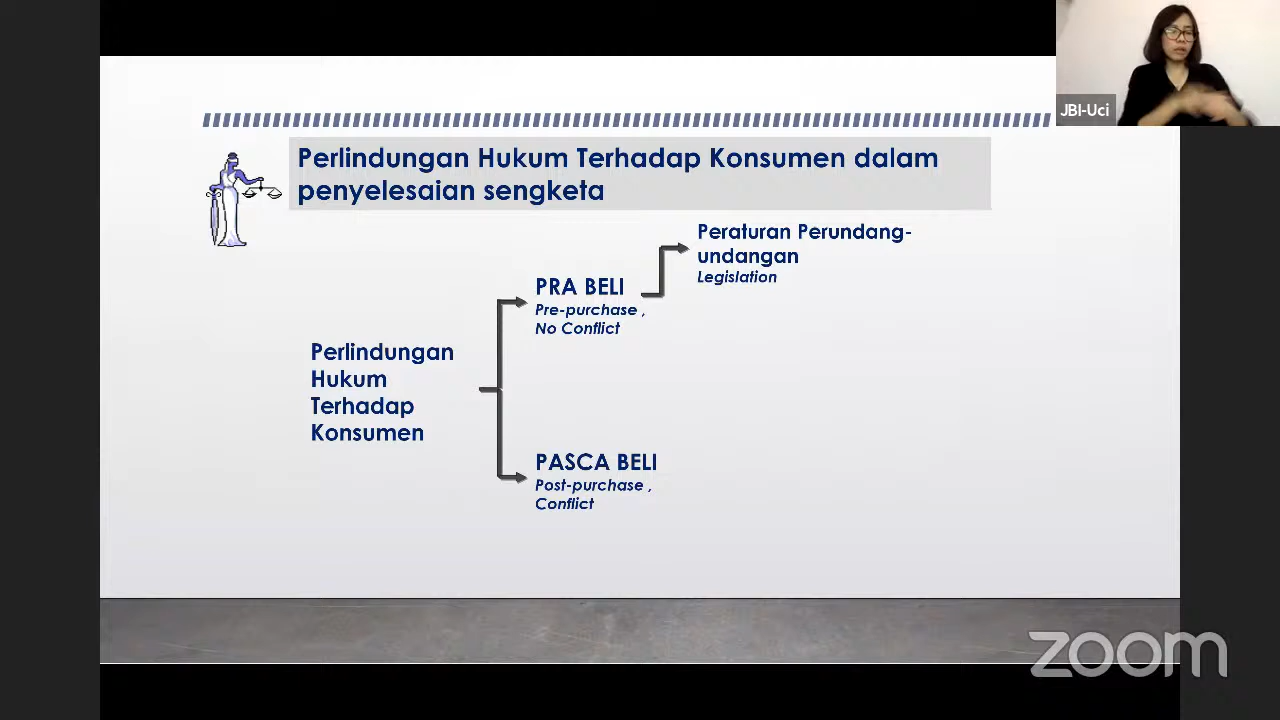 JBI-Uci
Perlindungan Hukum Terhadap Konsumen dalam
penyelesaian sengketa
Peraturan Perundang-
undangan
Legislation
PRA BELI
Pre-purchase ,
No Conflict
Perlindungan
Hukum
Terhadap
Konsumen
PASCA BELI
Post-purchase ,
Conflict
zoom